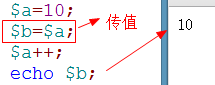 $a=10;
$b=$a; 传值
$a++;
echo $b;
10